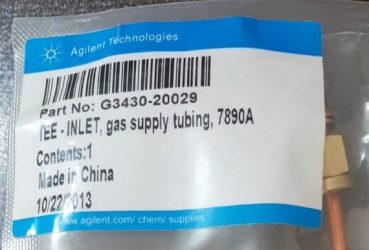 Agilent Technologies
Part No: G3430-20029
TEE - INLET, gas supply tubing, 7890A
Contents:1
Made in China
10/22/2013
www.agilent.com/chem/supplies